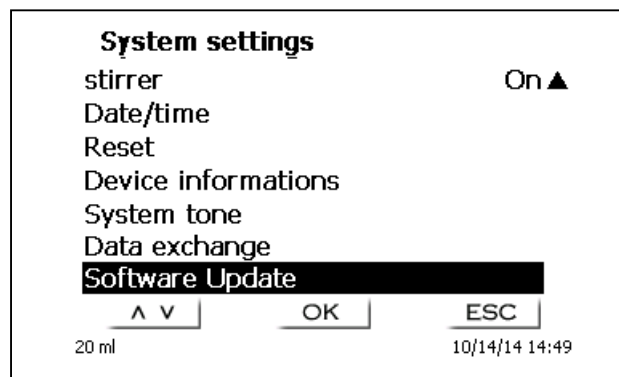 System settings
stirrer On ▲
Date/time
Reset
Device informations
System tone
Data exchange
Software Update
∧ ∨ OK ESC
20 ml 10/14/14 14:49